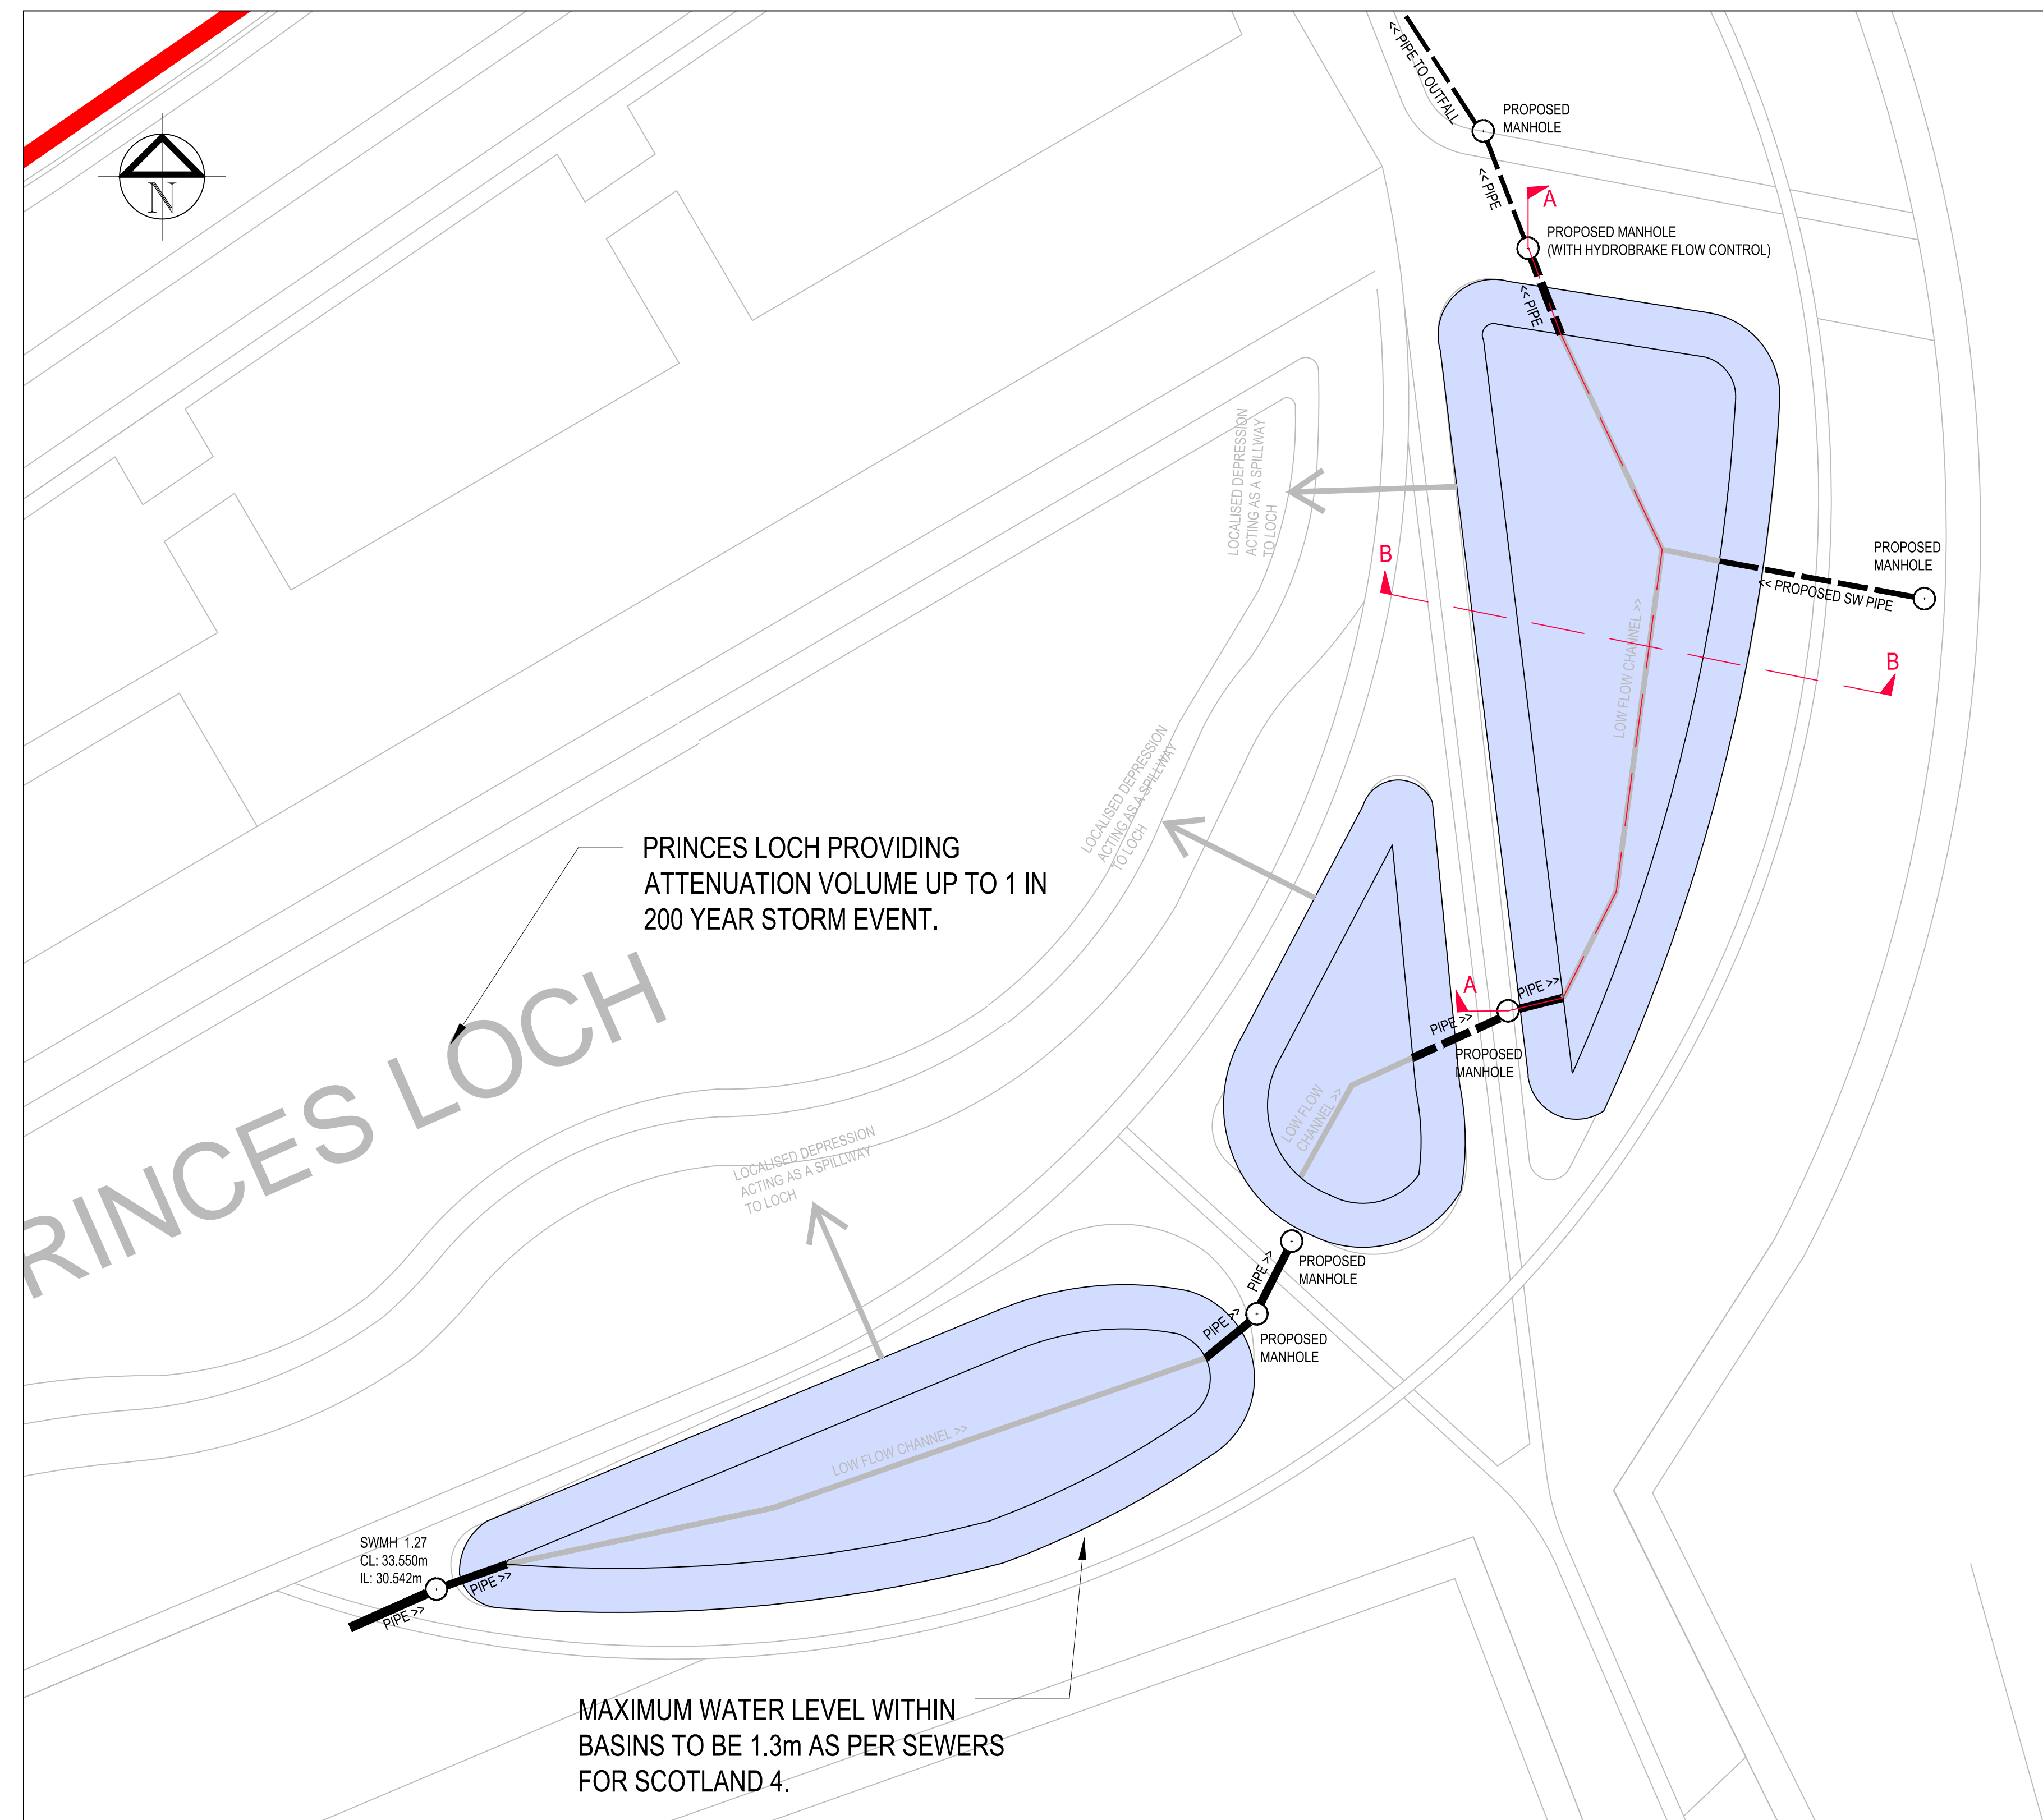 << PIPE TO OUTFALL
PROPOSED
MANHOLE
<< PIPE
A
N
PROPOSED MANHOLE
(WITH HYDROBRAKE FLOW CONTROL)
<< PIPE
LOCALISED DEPRESSION
ACTING AS A SPILLWAY
TO LOCH
B
PROPOSED
MANHOLE
<< PROPOSED SW PIPE
LOW FLOW CHANNEL >>
B
LOCALISED DEPRESSION
ACTING AS A SPILLWAY
TO LOCH
PRINCES LOCH PROVIDING
ATTENUATION VOLUME UP TO 1 IN
200 YEAR STORM EVENT.
A
PIPE >>
PIPE >>
PROPOSED
MANHOLE
RINCES LOCH
LOW FLOW
CHANNEL >>
LOCALISED DEPRESSION
ACTING AS A SPILLWAY
TO LOCH
PIPE >>
PROPOSED
MANHOLE
PIPE >>
PROPOSED
MANHOLE
LOW FLOW CHANNEL >>
SWMH 1.27
CL: 33.550m
IL: 30.542m
PIPE >>
PIPE >>
MAXIMUM WATER LEVEL WITHIN
BASINS TO BE 1.3m AS PER SEWERS
FOR SCOTLAND 4.